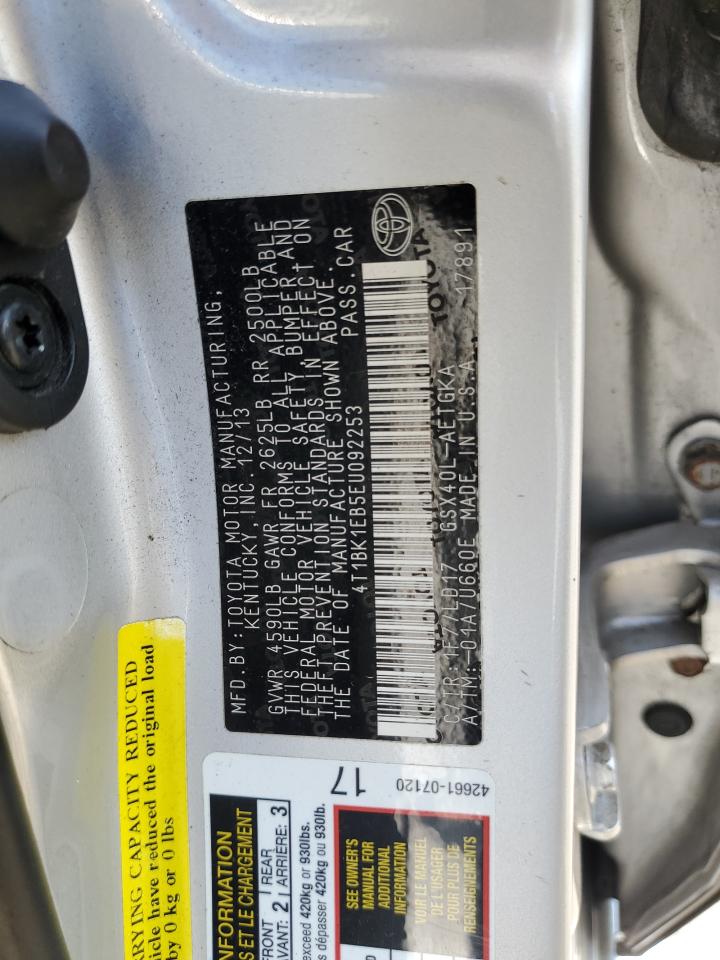 MFD. BY: TOYOTA MOTOR MANUFACTURING,
KENTUCKY, INC. 12/13
GVWR 4590LB GAWR FR 2625LB RR 2500LB
THIS VEHICLE CONFORMS TO ALL APPLICABLE
FEDERAL MOTOR VEHICLE SAFETY, BUMPER, AND
THEFT PREVENTION STANDARDS IN EFFECT ON
THE DATE OF MANUFACTURE SHOWN ABOVE.
4T1BK1EB5EU092253 PASS. CAR
C/TR: 1F7/LD17 GSX40L-AETGKA
A/TM: -01A/U660E MADE IN U.S.A. 17891
TOYOTA
ARYING CAPACITY REDUCED
hicle have reduced the original load
by 0 kg or 0 lbs
INFORMATION
S ET LE CHARGEMENT
FRONT
AVANT: 2
REAR
ARRIÈRE: 3
exceed 420kg or 930lbs.
s dépasser 420kg ou 930lb.
17
SEE OWNER'S
MANUAL FOR
ADDITIONAL
INFORMATION
VOIR LE MANUEL
DE L'USAGER
POUR PLUS DE
RENSEIGNEMENTS
42661-07120